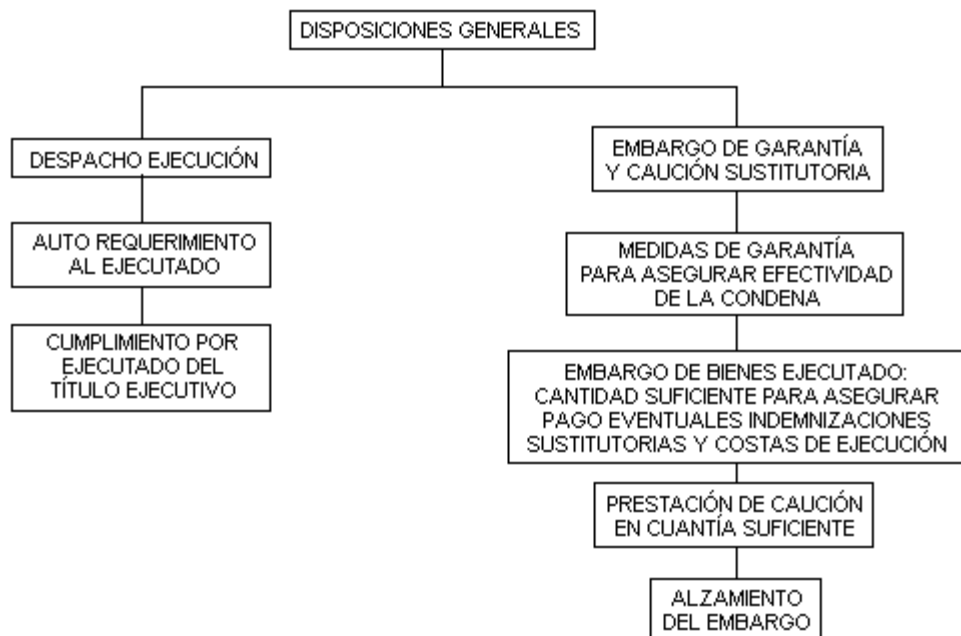 DISPOSICIONES GENERALES
DESPACHO EJECUCIÓN
AUTO REQUERIMIENTO
AL EJECUTADO
CUMPLIMIENTO POR
EJECUTADO DEL
TÍTULO EJECUTIVO
EMBARGO DE GARANTÍA
Y CAUCIÓN SUSTITUTORIA
MEDIDAS DE GARANTÍA
PARA ASEGURAR EFECTIVIDAD
DE LA CONDENA
EMBARGO DE BIENES EJECUTADO:
CANTIDAD SUFICIENTE PARA ASEGURAR
PAGO EVENTUALES INDEMNIZACIONES
SUSTITUTORIAS Y COSTAS DE EJECUCIÓN
PRESTACIÓN DE CAUCIÓN
EN CUANTÍA SUFICIENTE
ALZAMIENTO
DEL EMBARGO